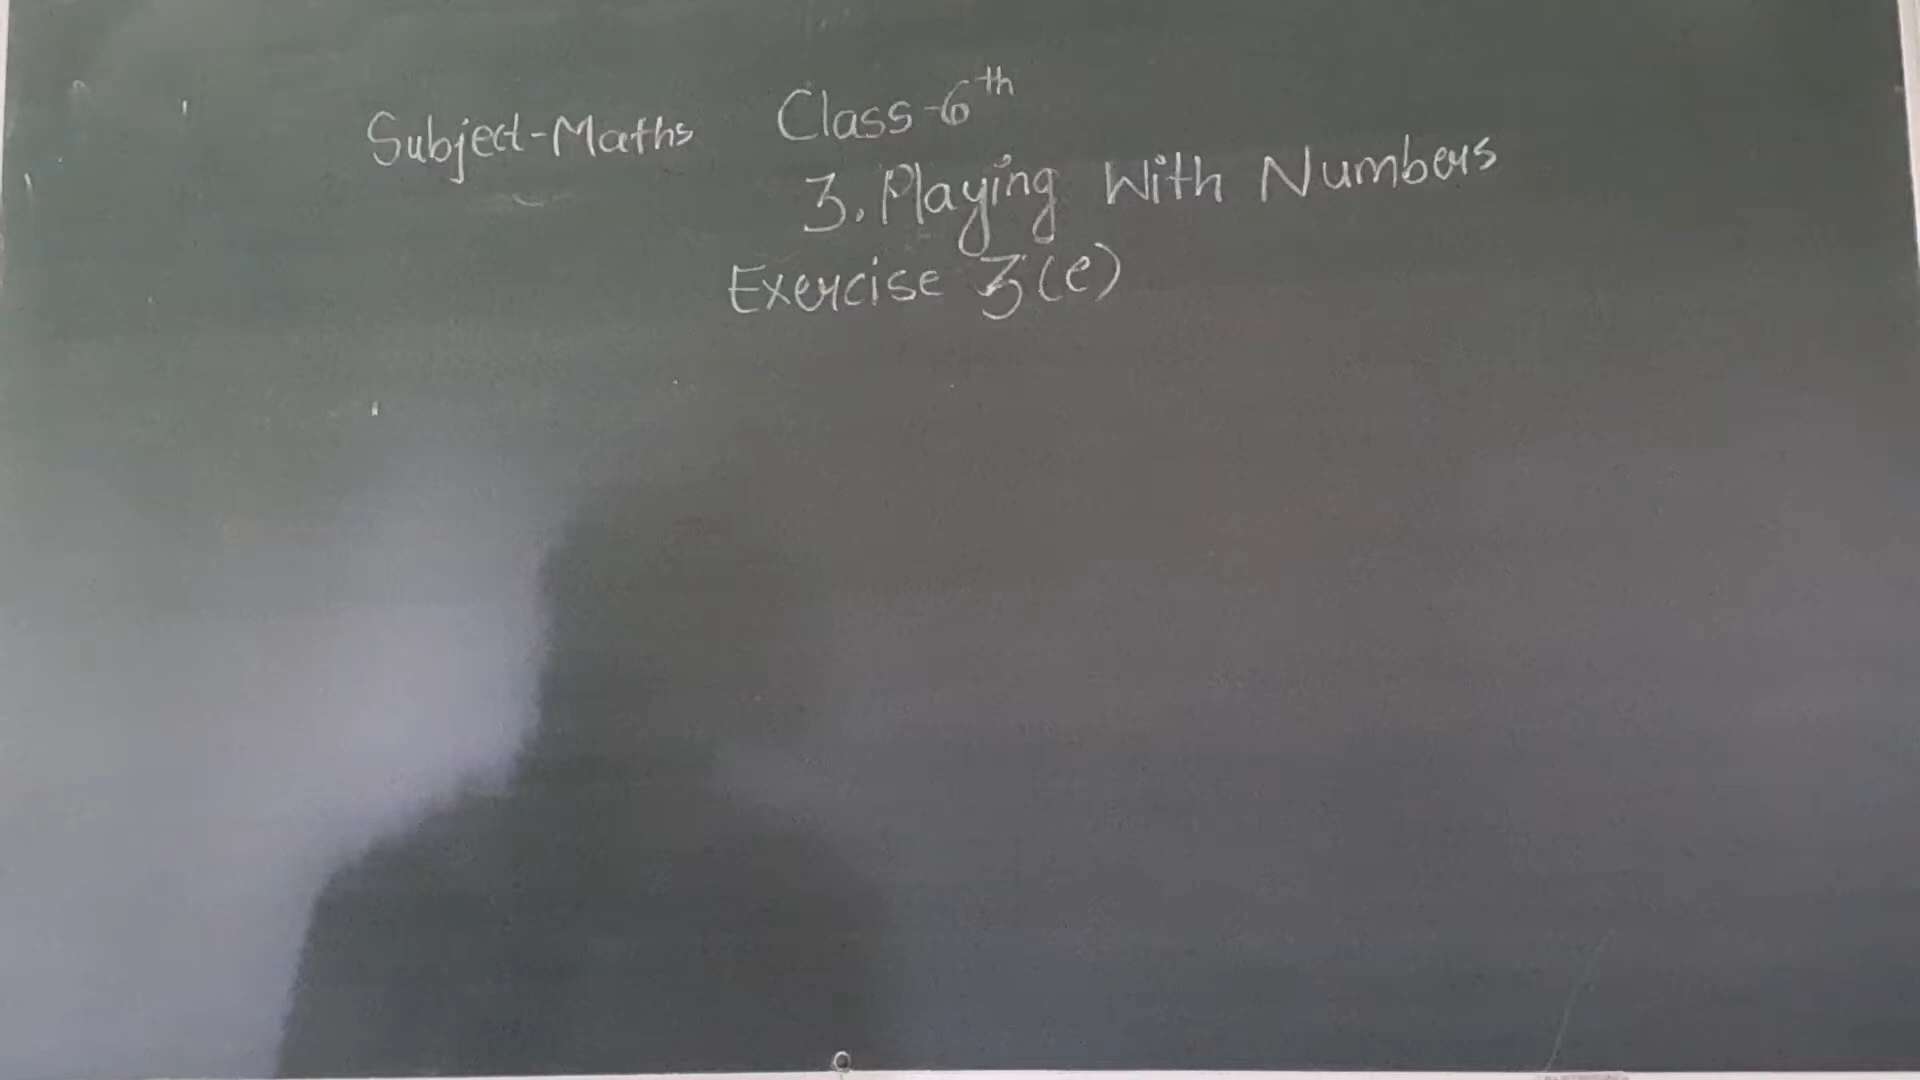 Class-6th
Subject-Maths
3. Playing With Numbers
Exercise 3(e)